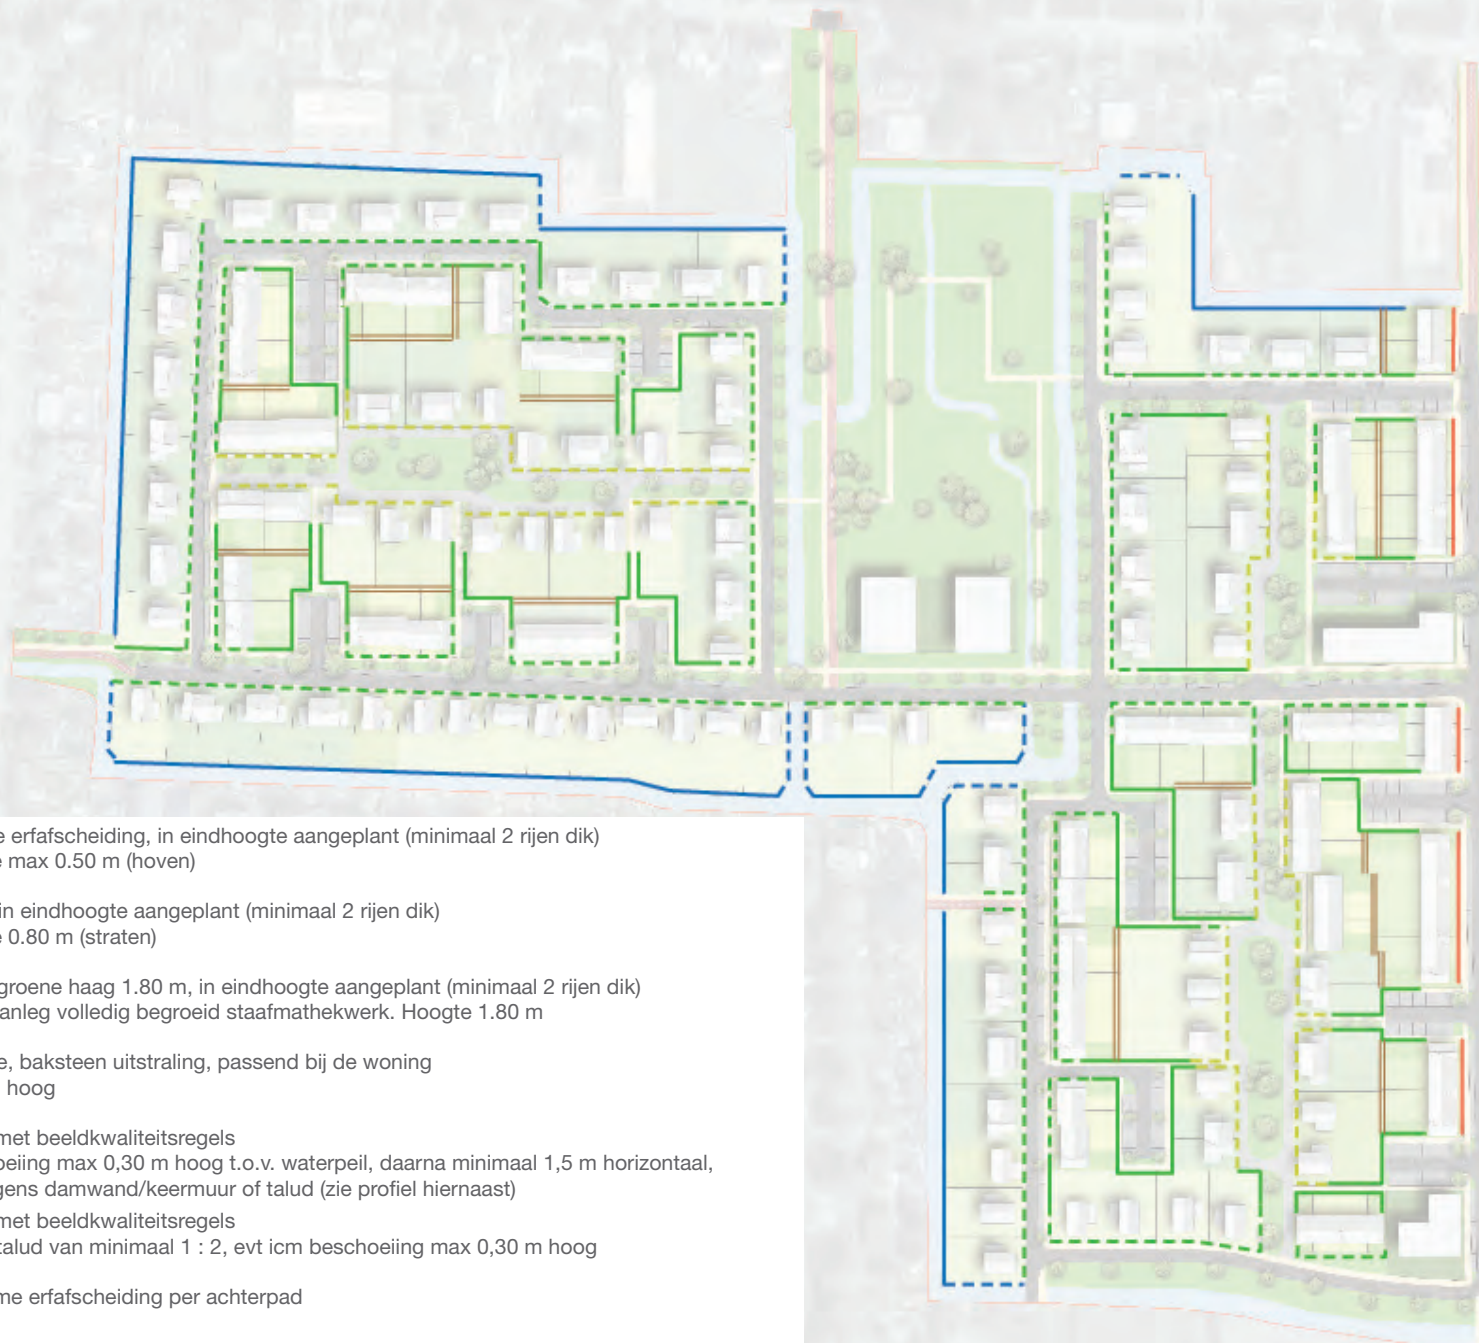 e erfafscheiding, in eindhoogte aangeplant (minimaal 2 rijen dik)
e max 0.50 m (hoven)
in eindhoogte aangeplant (minimaal 2 rijen dik)
e 0.80 m (straten)
groene haag 1.80 m, in eindhoogte aangeplant (minimaal 2 rijen dik)
anleg volledig begroeid staafmathekwerk. Hoogte 1.80 m
e, baksteen uitstraling, passend bij de woning
hoog
met beeldkwaliteitsregels
oeiing max 0,30 m hoog t.o.v. waterpeil, daarna minimaal 1,5 m horizontaal,
gens damwand/keermuur of talud (zie profiel hiernaast)
met beeldkwaliteitsregels
talud van minimaal 1 : 2, evt icm beschoeiing max 0,30 m hoog
me erfafscheiding per achterpad